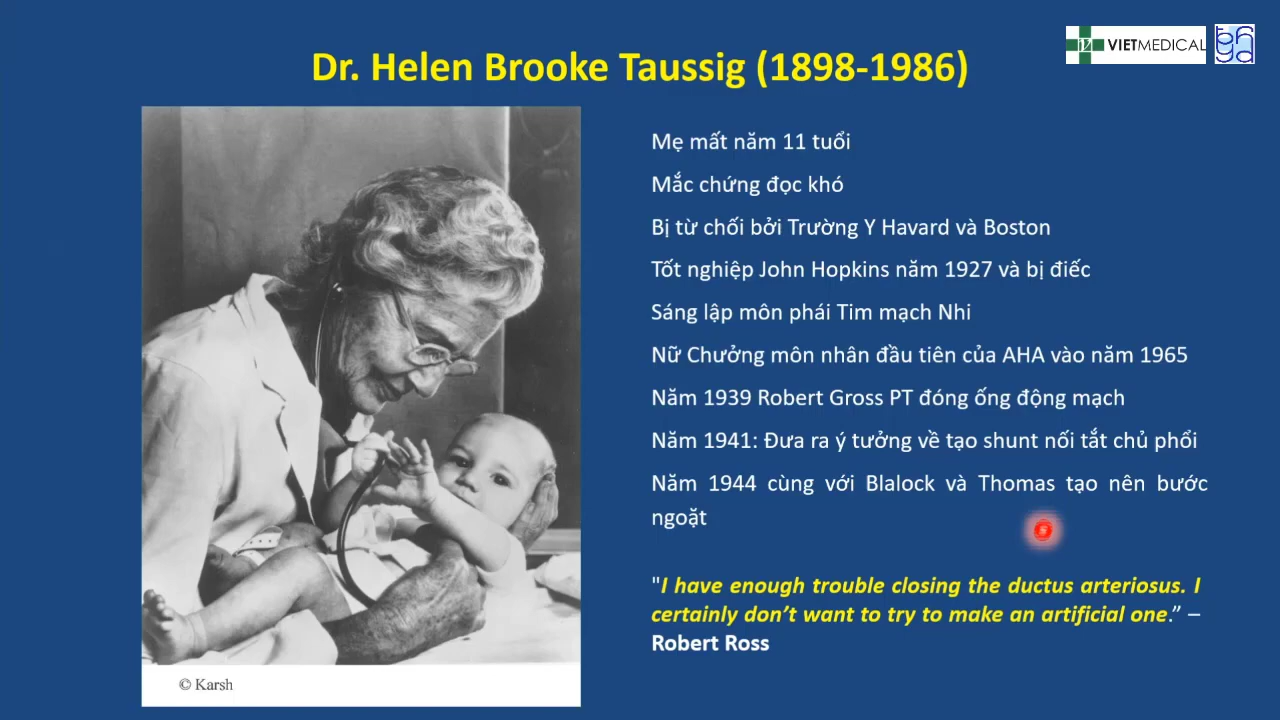 VIETMEDICAL
Dr. Helen Brooke Taussig (1898-1986)
Mẹ mất năm 11 tuổi
Mắc chứng đọc khó
Bị từ chối bởi Trường Y Havard và Boston
Tốt nghiệp John Hopkins năm 1927 và bị điếc
Sáng lập môn phái Tim mạch Nhi
Nữ Chưởng môn nhân đầu tiên của AHA vào năm 1965
Năm 1939 Robert Gross PT đóng ống động mạch
Năm 1941: Đưa ra ý tưởng về tạo shunt nối tắt chủ phổi
Năm 1944 cùng với Blalock và Thomas tạo nên bước
ngoặt
"I have enough trouble closing the ductus arteriosus. I
certainly don’t want to try to make an artificial one.” –
Robert Ross
© Karsh